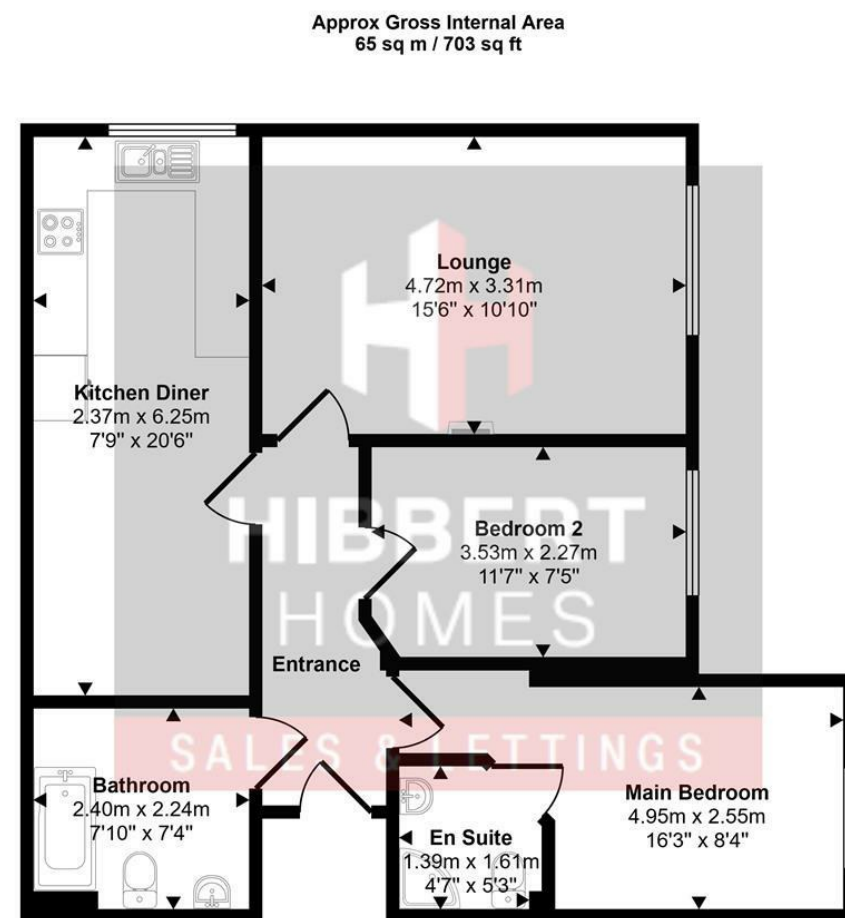 Approx Gross Internal Area
65 sq m / 703 sq ft
Lounge
4.72m x 3.31m
15'6" x 10'10"
Kitchen Diner
2.37m x 6.25m
7'9" x 20'6"
HIBBERT
HOMES
SALES & LETTINGS
Bedroom 2
3.53m x 2.27m
11'7" x 7'5"
Entrance
Bathroom
2.40m x 2.24m
7'10" x 7'4"
En Suite
1.39m x 1.61m
4'7" x 5'3"
Main Bedroom
4.95m x 2.55m
16'3" x 8'4"